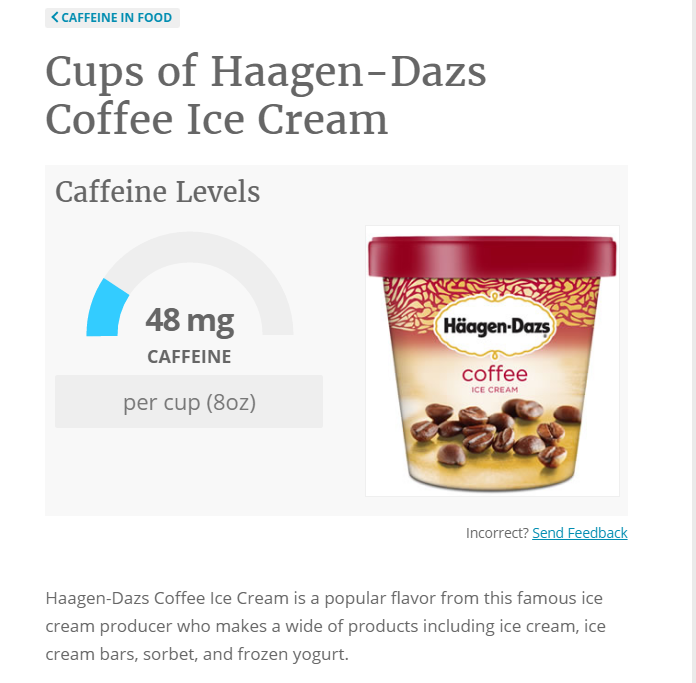 CAFFEINE IN FOOD
Cups of Haagen-Dazs
Coffee Ice Cream
Caffeine Levels
48 mg
CAFFEINE
per cup (8oz)
Häagen-Dazs
coffee
ICE CREAM
Incorrect? Send Feedback
Haagen-Dazs Coffee Ice Cream is a popular flavor from this famous ice
cream producer who makes a wide of products including ice cream, ice
cream bars, sorbet, and frozen yogurt.